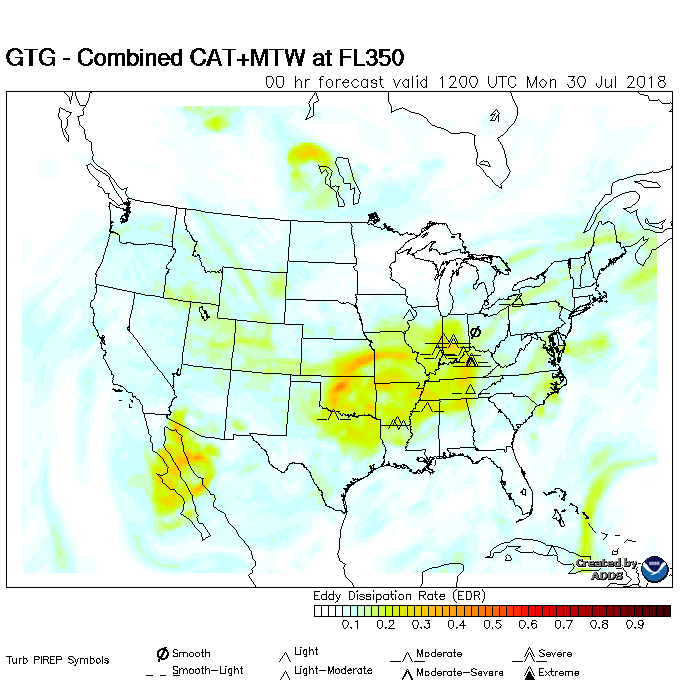 GTG - Combined CAT+MTW at FL350
00 hr forecast valid 1200 UTC Mon 30 Jul 2018
Created by
ADDS
Eddy Dissipation Rate (EDR)
0.1 0.2 0.3 0.4 0.5 0.6 0.7 0.8 0.9
Turb PIREP Symbols
Smooth Light Moderate Severe
Smooth-Light Light-Moderate Moderate-Severe Extreme